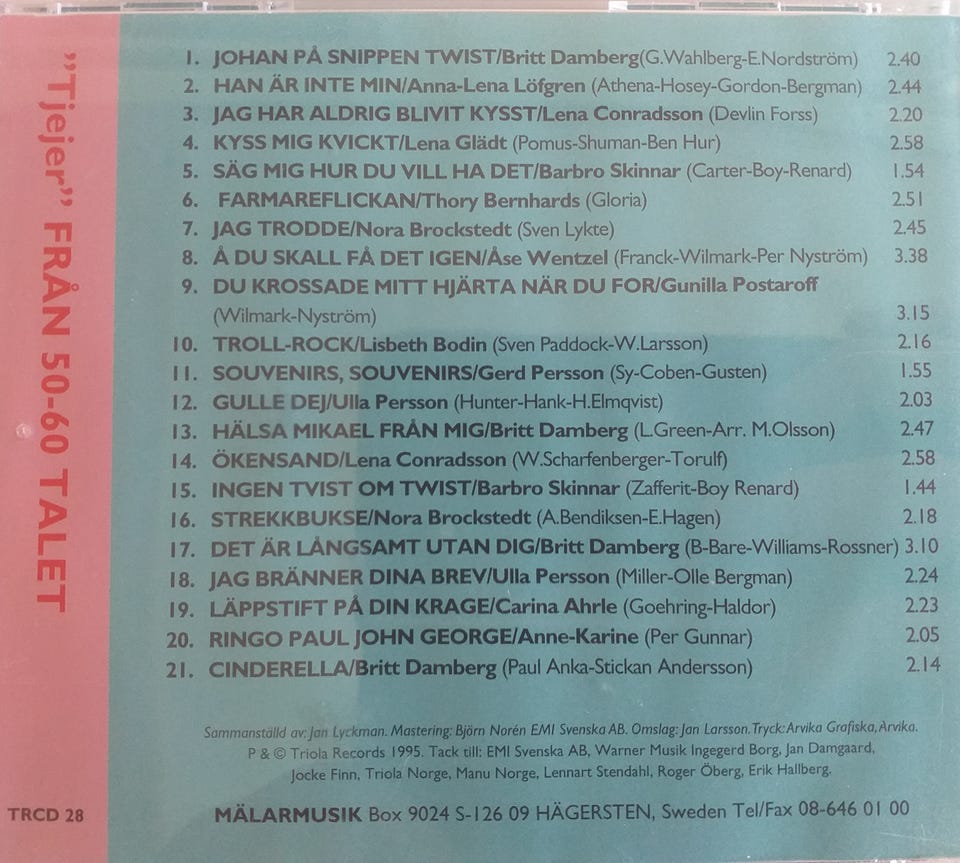 "Tjejer" FRÅN 50-60 TALET
TRCD 28
1. JOHAN PÅ SNIPPEN TWIST/Britt Damberg(G.Wahlberg-E.Nordström) 2.40
2. HAN ÄR INTE MIN/Anna-Lena Löfgren (Athena-Hosey-Gordon-Bergman) 2.44
3. JAG HAR ALDRIG BLIVIT KYSST/Lena Conradsson (Devlin Forss) 2.20
4. KYSS MIG KVICKT/Lena Glädt (Pomus-Shuman-Ben Hur) 2.58
5. SÄG MIG HUR DU VILL HA DET/Barbro Skinnar (Carter-Boy-Renard) 1.54
6. FARMAREFLICKAN/Thory Bernhards (Gloria) 2.51
7. JAG TRODDE/Nora Brockstedt (Sven Lykte) 2.45
8. Å DU SKALL FÅ DET IGEN/Åse Wentzel (Franck-Wilmark-Per Nyström) 3.38
9. DU KROSSADE MITT HJÄRTA NÄR DU FOR/Gunilla Postaroff
(Wilmark-Nyström) 3.15
10. TROLL-ROCK/Lisbeth Bodin (Sven Paddock-W.Larsson) 2.16
11. SOUVENIRS, SOUVENIRS/Gerd Persson (Sy-Coben-Gusten) 1.55
12. GULLE DEJ/Ulla Persson (Hunter-Hank-H.Elmqvist) 2.03
13. HÄLSA MIKAEL FRÅN MIG/Britt Damberg (L.Green-Arr. M.Olsson) 2.47
14. ÖKENSAND/Lena Conradsson (W.Scharfenberger-Torulf) 2.58
15. INGEN TVIST OM TWIST/Barbro Skinnar (Zafferit-Boy Renard) 1.44
16. STREKKBUKSE/Nora Brockstedt (A.Bendiksen-E.Hagen) 2.18
17. DET ÄR LÅNGSAMT UTAN DIG/Britt Damberg (B-Bare-Williams-Rossner) 3.10
18. JAG BRÄNNER DINA BREV/Ulla Persson (Miller-Olle Bergman) 2.24
19. LÄPPSTIFT PÅ DIN KRAGE/Carina Ahrle (Goehring-Haldor) 2.23
20. RINGO PAUL JOHN GEORGE/Anne-Karine (Per Gunnar) 2.05
21. CINDERELLA/Britt Damberg (Paul Anka-Stickan Andersson) 2.14
Sammanställd av: Jan Lyckman. Mastering: Björn Norén EMI Svenska AB. Omslag: Jan Larsson. Tryck: Arvika Grafiska, Arvika.
P & © Triola Records 1995. Tack till: EMI Svenska AB, Warner Musik Ingegerd Borg, Jan Damgaard,
Jocke Finn, Triola Norge, Manu Norge, Lennart Stendahl, Roger Öberg, Erik Hallberg.
MÄLARMUSIK Box 9024 S-126 09 HÄGERSTEN, Sweden Tel/Fax 08-646 01 00